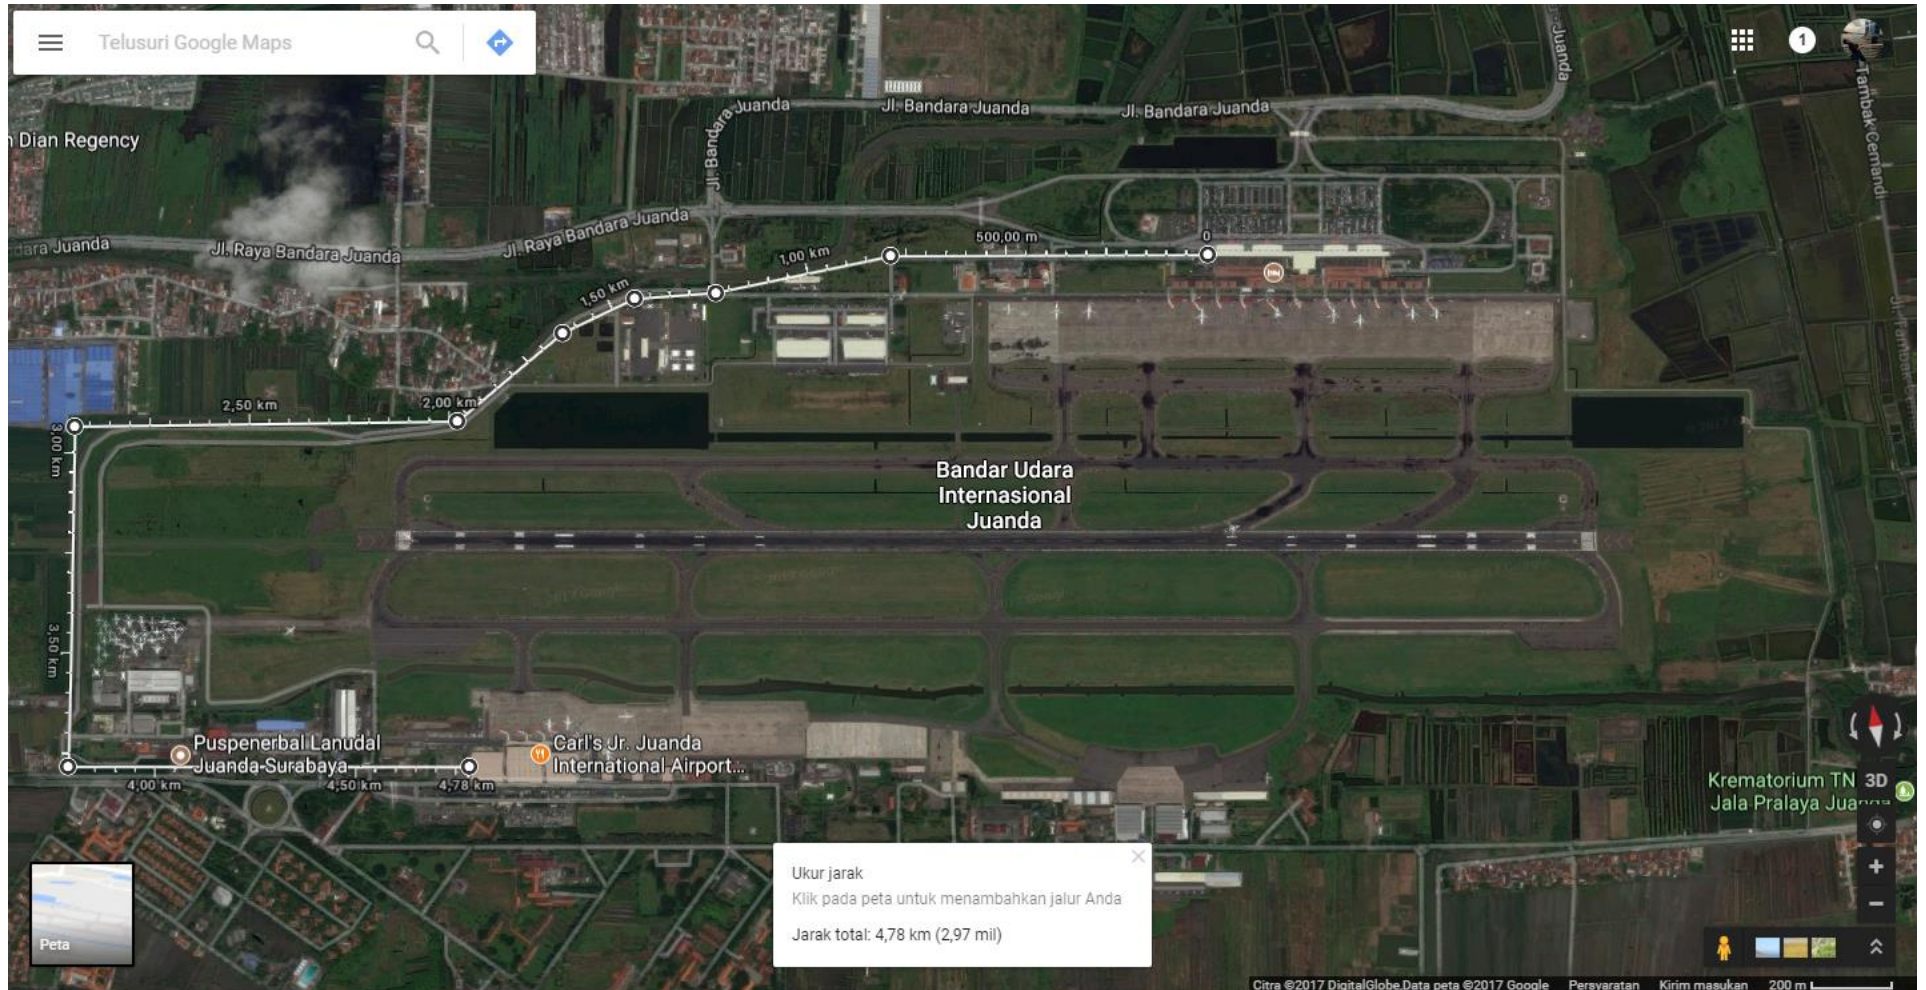 Telusuri Google Maps
1
Juanda
Tambak Cemandi
Jl. Bandara Juanda
Jl. Bandara Juanda
Jl. Bandara Juanda
Dian Regency
dara Juanda
Jl. Raya Bandara Juanda
Jl. Raya Bandara Juanda
1,00 km
500,00 m
0
1,50 km
2,50 km
2,00 km
3,00 km
Bandar Udara
Internasional
Juanda
3,50 km
Puspenerbal Lanudal
Juanda-Surabaya
Carl's Jr. Juanda
International Airport...
4,00 km
4,50 km
4,78 km
Krematorium TN
Jala Pralaya Juanda
3D
Ukur jarak
Klik pada peta untuk menambahkan jalur Anda
Jarak total: 4,78 km (2,97 mil)
Peta
Citra ©2017 DigitalGlobe,Data peta ©2017 Google Persyaratan Kirim masukan 200 m